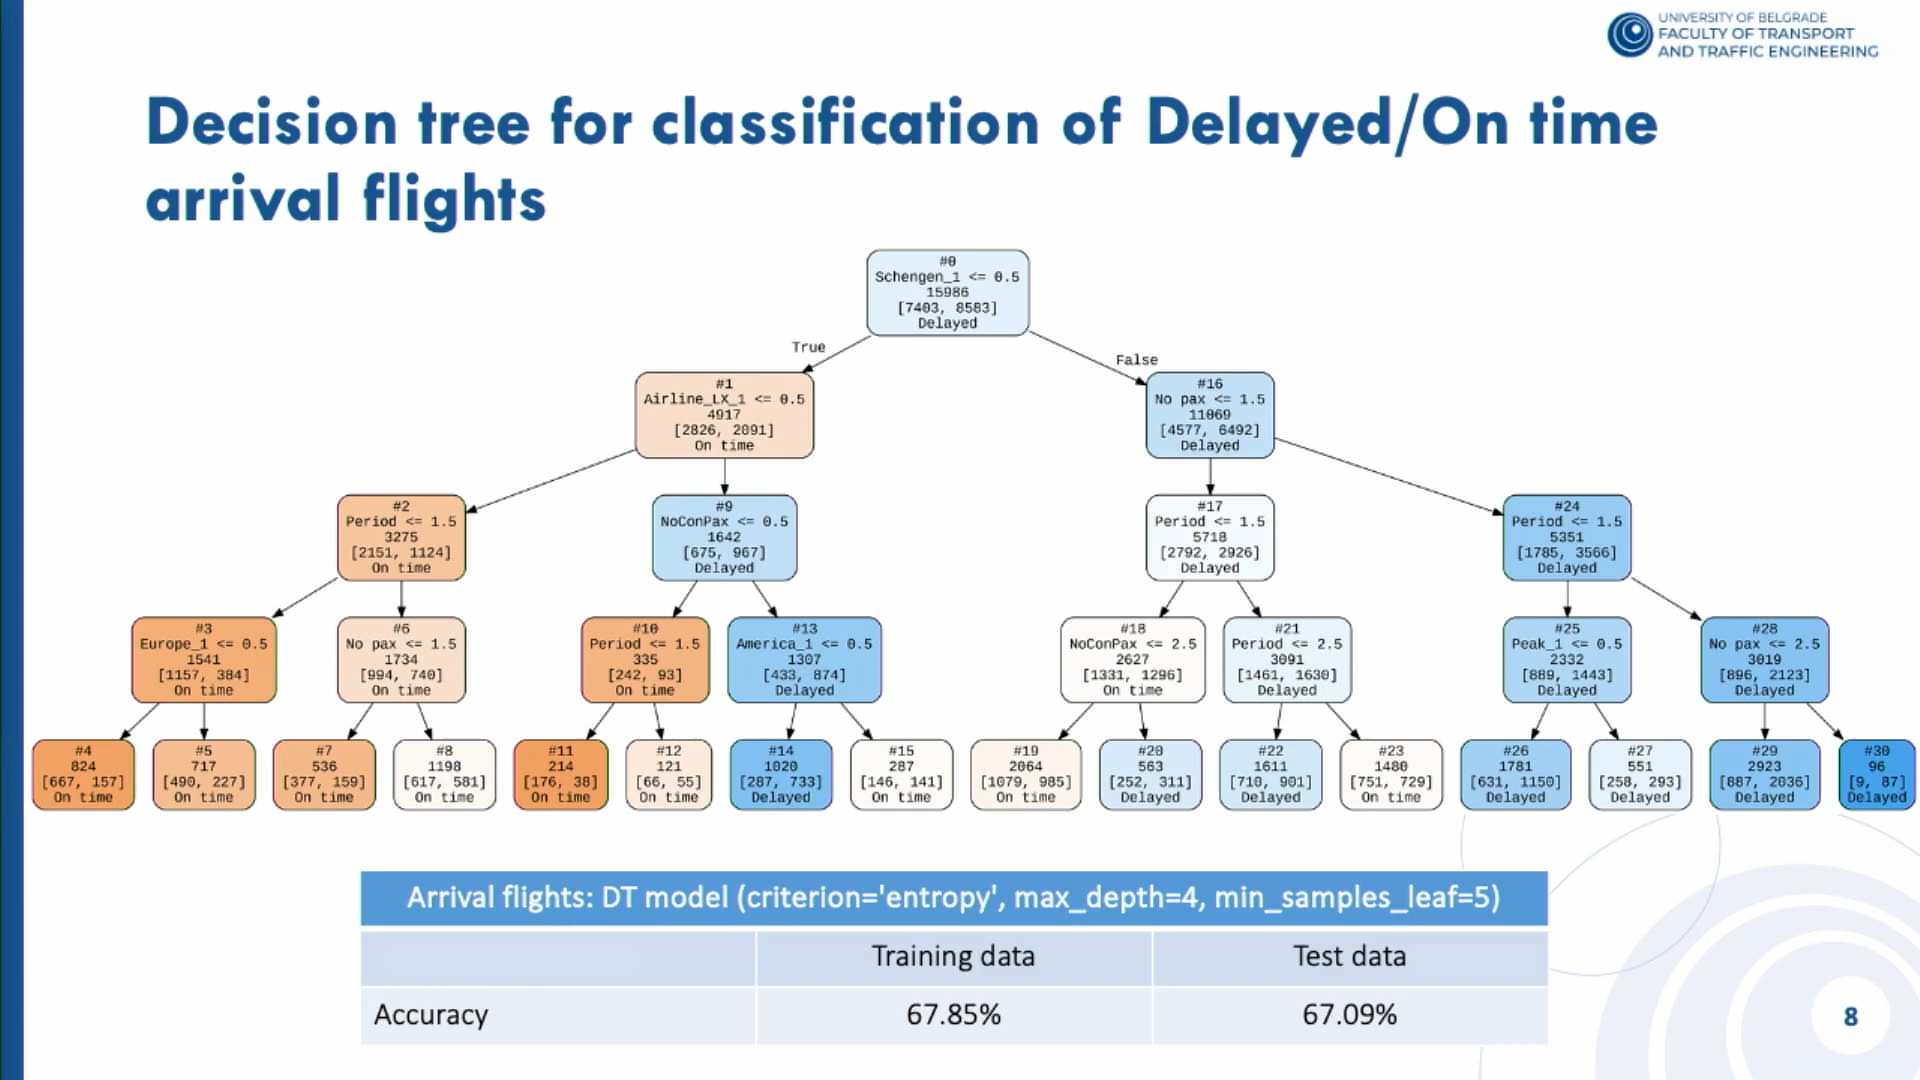 UNIVERSITY OF BELGRADE
FACULTY OF TRANSPORT
AND TRAFFIC ENGINEERING
Decision tree for classification of Delayed/On time
arrival flights
#0
Schengen_1 <= 0.5
15986
[7403, 8583]
Delayed
True
False
#1
Airline_LX_1 <= 0.5
4917
[2826, 2091]
On time
#16
No pax <= 1.5
11069
[4577, 6492]
Delayed
#2
Period <= 1.5
3275
[2151, 1124]
On time
#9
NoConPax <= 0.5
1642
[675, 967]
Delayed
#17
Period <= 1.5
5718
[2792, 2926]
Delayed
#24
Period <= 1.5
5351
[1785, 3566]
Delayed
#3
Europe_1 <= 0.5
1541
[1157, 384]
On time
#6
No pax <= 1.5
1734
[994, 740]
On time
#10
Period <= 1.5
335
[242, 93]
On time
#13
America_1 <= 0.5
1307
[433, 874]
Delayed
#18
NoConPax <= 2.5
2627
[1331, 1296]
On time
#21
Period <= 2.5
3091
[1461, 1630]
Delayed
#25
Peak_1 <= 0.5
2332
[889, 1443]
Delayed
#28
No pax <= 2.5
3019
[896, 2123]
Delayed
#4
824
[667, 157]
On time
#5
717
[490, 227]
On time
#7
536
[377, 159]
On time
#8
1198
[617, 581]
On time
#11
214
[176, 38]
On time
#12
121
[66, 55]
On time
#14
1020
[287, 733]
Delayed
#15
287
[146, 141]
On time
#19
2064
[1079, 985]
On time
#20
563
[252, 311]
Delayed
#22
1611
[710, 901]
Delayed
#23
1480
[751, 729]
On time
#26
1781
[631, 1150]
Delayed
#27
551
[258, 293]
Delayed
#29
2923
[887, 2036]
Delayed
#30
96
[9, 87]
Delayed
Arrival flights: DT model (criterion='entropy', max_depth=4, min_samples_leaf=5)
Training data
Test data
Accuracy
67.85%
67.09%
8